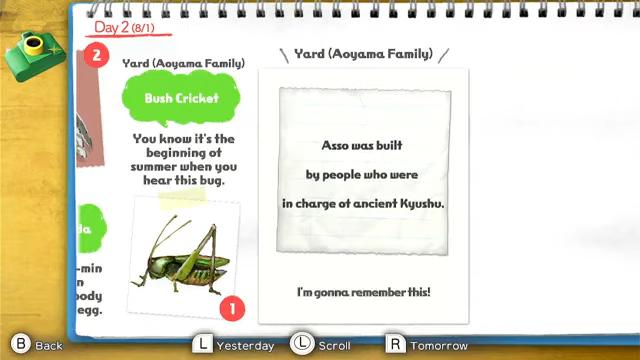 Day 2 (8/1)
2
Yard (Aoyama Family)
Bush Cricket
You know it's the
beginning of
summer when you
hear this bug.
1
da
-min
n
body
egg.
Yard (Aoyama Family)
Asso was built
by people who were
in charge of ancient Kyushu.
I'm gonna remember this!
B Back
L Yesterday
L Scroll
R Tomorrow